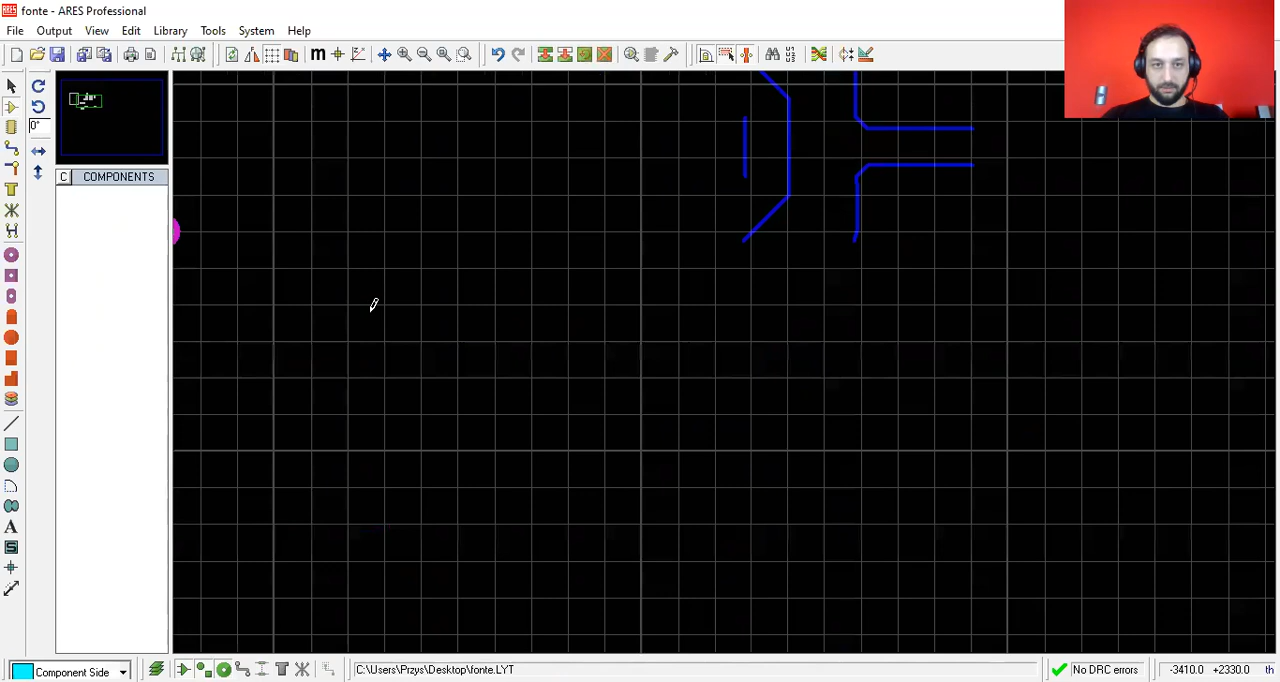 fonte - ARES Professional
File Output View Edit Library Tools System Help
m
0°
C COMPONENTS
A
S
Component Side
C:\Users\Przys\Desktop\fonte.LYT
No DRC errors
-3410.0 +2330.0 th